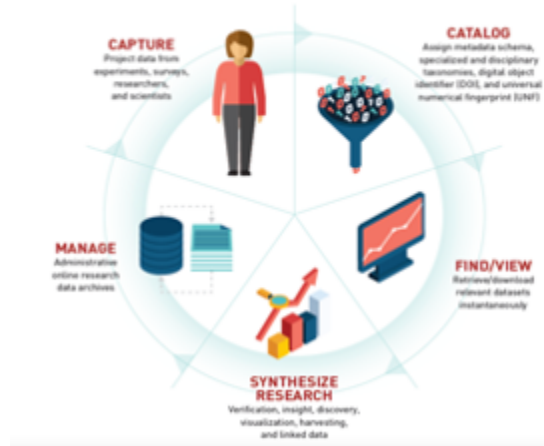 CAPTURE
Project data from
experiments, surveys,
researchers,
and scientists
CATALOG
Assign metadata schema,
specialized and disciplinary
taxonomies, digital object
identifier (DOI), and universal
numerical fingerprint (UNF)
FIND/VIEW
Retrieve/download
relevant datasets
instantaneously
SYNTHESIZE
RESEARCH
Verification, insight, discovery,
visualization, harvesting,
and linked data
MANAGE
Administrative
online research
data archives